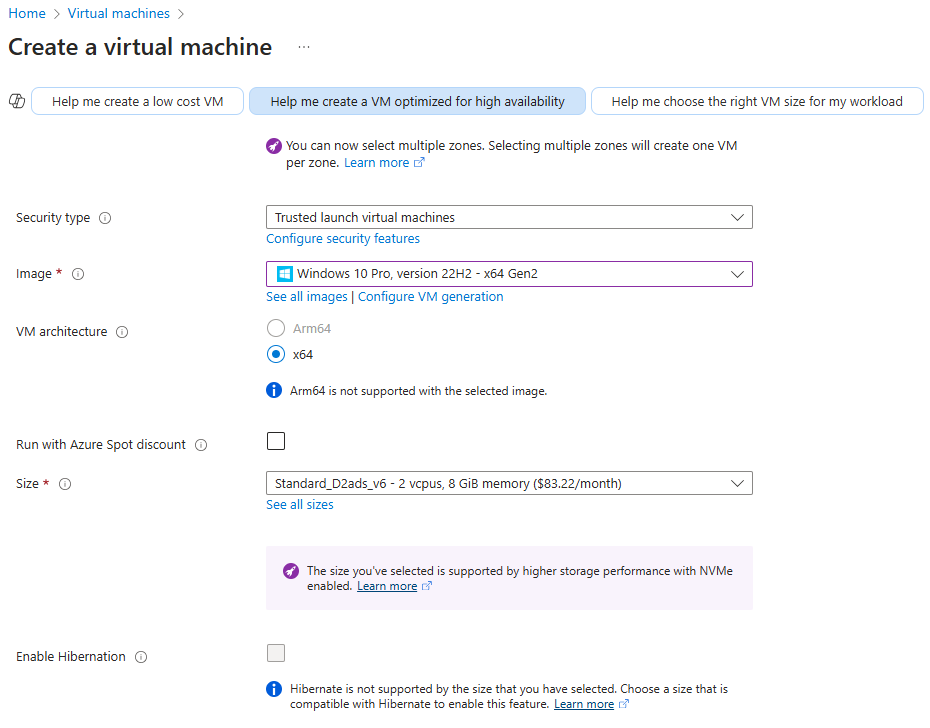 Home > Virtual machines >
Create a virtual machine ...
Help me create a low cost VM
Help me create a VM optimized for high availability
Help me choose the right VM size for my workload
You can now select multiple zones. Selecting multiple zones will create one VM
per zone. Learn more
Security type
Trusted launch virtual machines
Configure security features
Image *
Windows 10 Pro, version 22H2 - x64 Gen2
See all images | Configure VM generation
VM architecture
Arm64
x64
Arm64 is not supported with the selected image.
Run with Azure Spot discount
Size *
Standard_D2ads_v6 - 2 vcpus, 8 GiB memory ($83.22/month)
See all sizes
The size you've selected is supported by higher storage performance with NVMe
enabled. Learn more
Enable Hibernation
Hibernate is not supported by the size that you have selected. Choose a size that is
compatible with Hibernate to enable this feature. Learn more